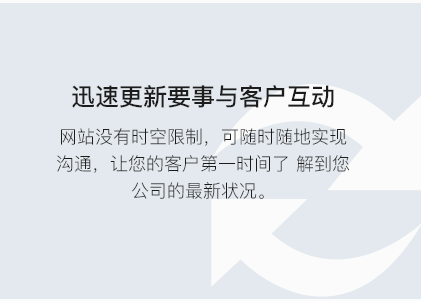 迅速更新要事与客户互动
网站没有时空限制，可随时随地实现
沟通，让您的客户第一时间了 解到您
公司的最新状况。